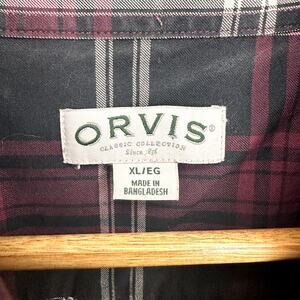 ORVIS®
CLASSIC COLLECTION
Since 1856
XL/EG
MADE IN
BANGLADESH